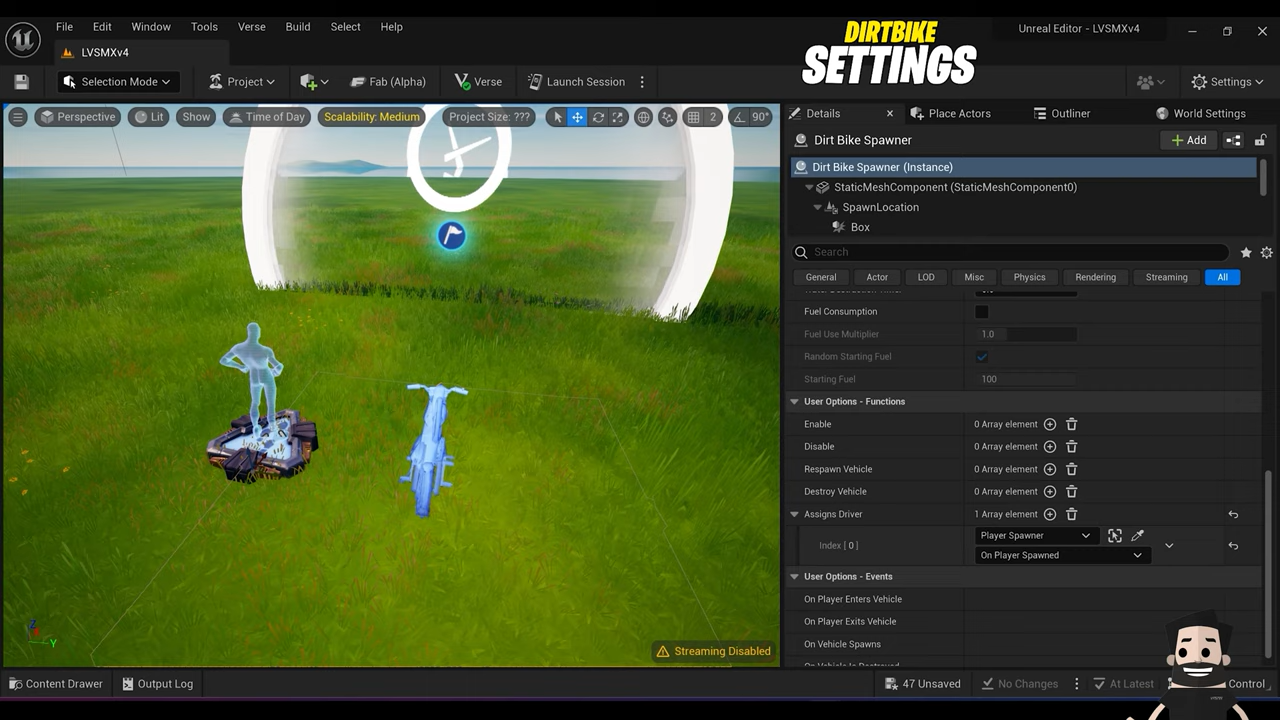 File Edit Window Tools Verse Build Select Help
DIRTBIKE
SETTINGS
Unreal Editor - LVSMXv4
LVSMXv4
Selection Mode
Project
Fab (Alpha)
Verse
Launch Session
Settings
Perspective
Lit
Show
Time of Day
Scalability: Medium
Project Size: ???
2
90°
Details
Place Actors
Outliner
World Settings
Dirt Bike Spawner
Add
Dirt Bike Spawner (Instance)
StaticMeshComponent (StaticMeshComponent0)
SpawnLocation
Box
Search
General
Actor
LOD
Misc
Physics
Rendering
Streaming
All
Fuel Consumption
Fuel Use Multiplier 1.0
Random Starting Fuel
Starting Fuel 100
User Options - Functions
Enable 0 Array element
Disable 0 Array element
Respawn Vehicle 0 Array element
Destroy Vehicle 0 Array element
Assigns Driver 1 Array element
Index [ 0 ]
Player Spawner
On Player Spawned
User Options - Events
On Player Enters Vehicle
On Player Exits Vehicle
On Vehicle Spawns
Z
Y
Streaming Disabled
Content Drawer
Output Log
47 Unsaved
No Changes
At Latest
Control